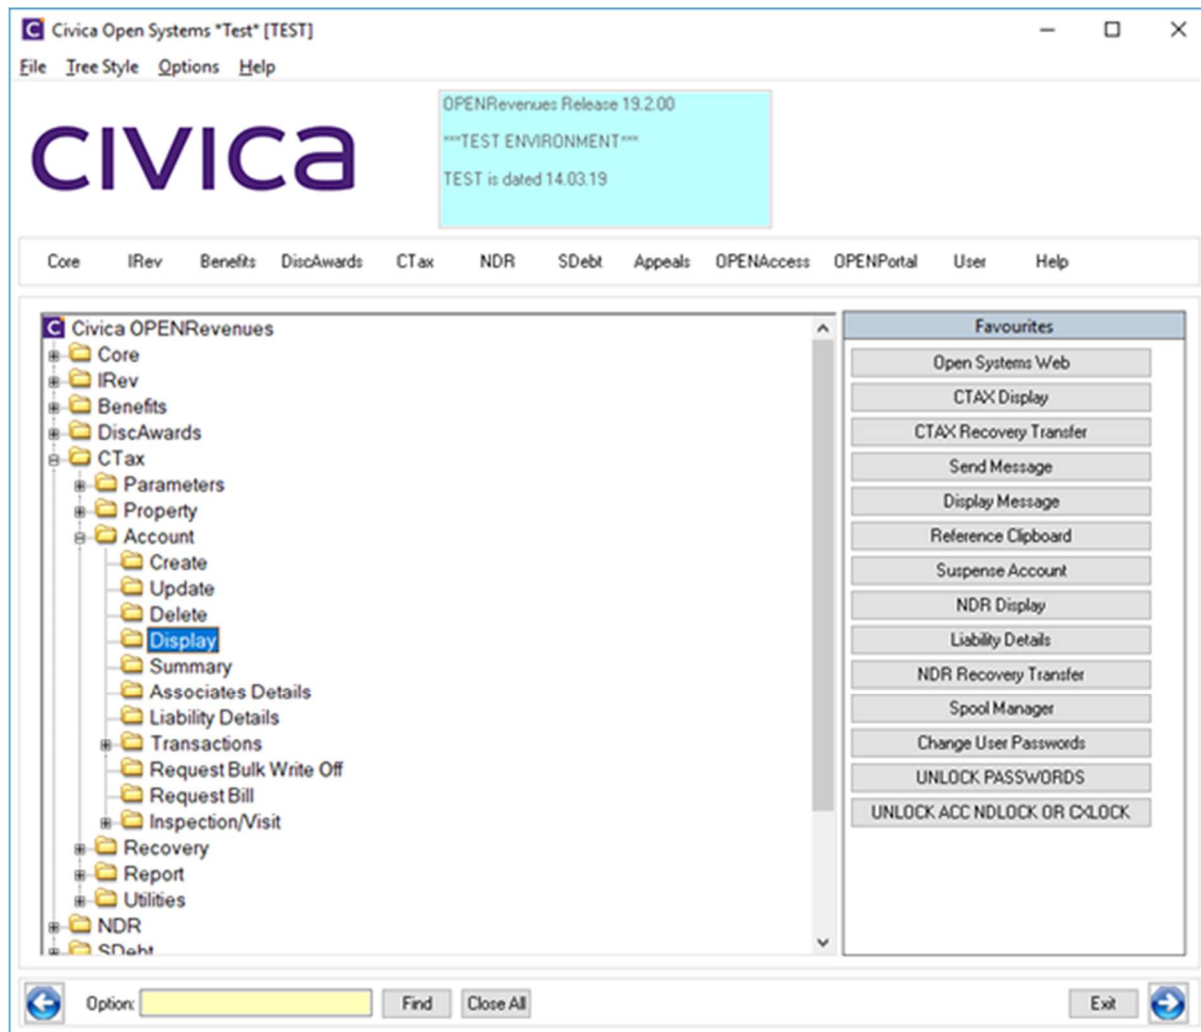 Civica Open Systems *Test* [TEST]
File Tree Style Options Help
CIVICA
OPENRevenues Release 19.2.00
***TEST ENVIRONMENT***
TEST is dated 14.03.19
Core IRev Benefits DiscAwards CTax NDR SDebt Appeals OPENAccess OPENPortal User Help
Civica OPENRevenues
Core
IRev
Benefits
DiscAwards
CTax
Parameters
Property
Account
Create
Update
Delete
Display
Summary
Associates Details
Liability Details
Transactions
Request Bulk Write Off
Request Bill
Inspection/Visit
Recovery
Report
Utilities
NDR
SDebt
Favourites
Open Systems Web
CTAX Display
CTAX Recovery Transfer
Send Message
Display Message
Reference Clipboard
Suspense Account
NDR Display
Liability Details
NDR Recovery Transfer
Spool Manager
Change User Passwords
UNLOCK PASSWORDS
UNLOCK ACC NDLOCK OR CXLOCK
Option: Find Close All Exit